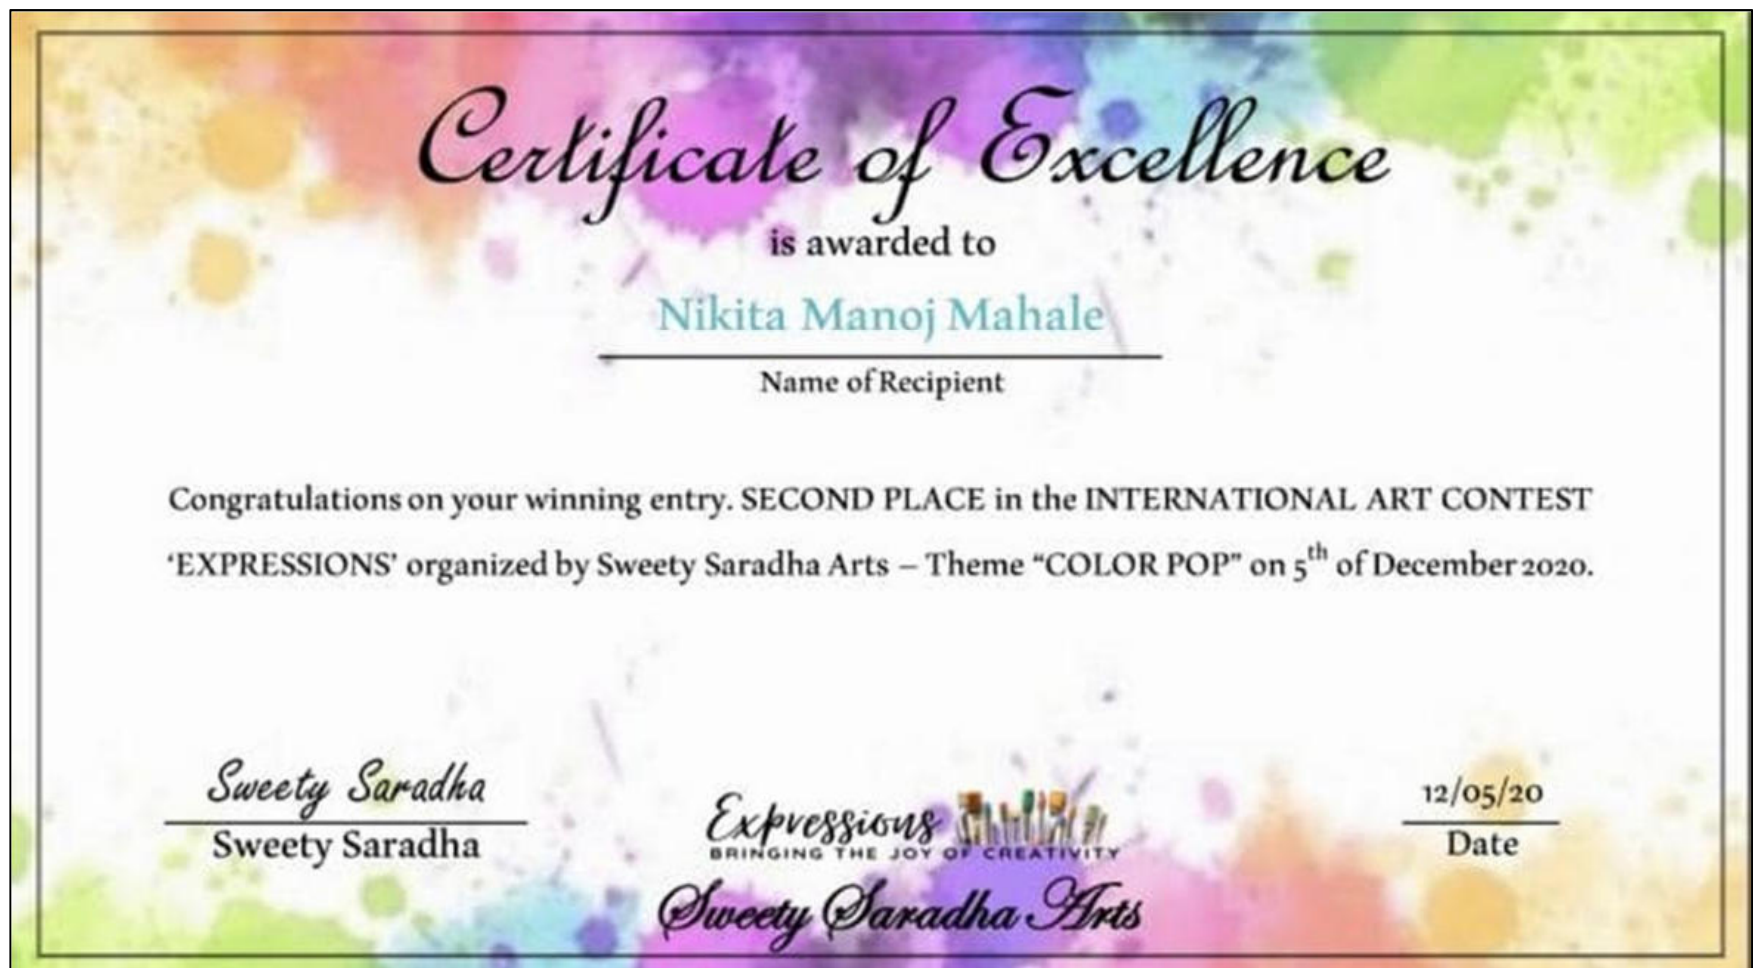 Certificate of Excellence
is awarded to
Nikita Manoj Mahale
Name of Recipient
Congratulations on your winning entry. SECOND PLACE in the INTERNATIONAL ART CONTEST
‘EXPRESSIONS’ organized by Sweety Saradha Arts – Theme “COLOR POP” on 5th of December 2020.
Sweety Saradha
Sweety Saradha
Expressions
BRINGING THE JOY OF CREATIVITY
Sweety Saradha Arts
12/05/20
Date